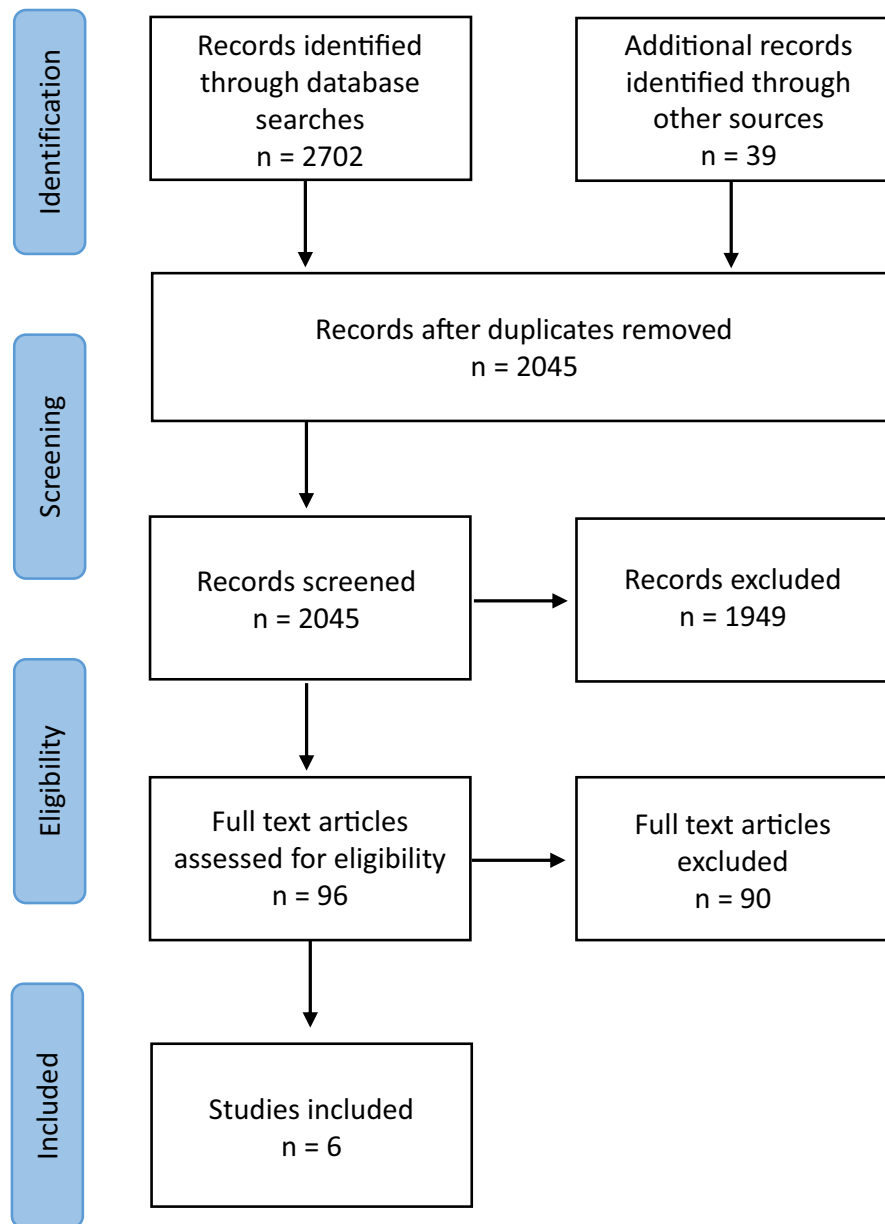 Identification
Records identified
through database
searches
n = 2702
Additional records
identified through
other sources
n = 39
Screening
Records after duplicates removed
n = 2045
Records screened
n = 2045
Records excluded
n = 1949
Eligibility
Full text articles
assessed for eligibility
n = 96
Full text articles
excluded
n = 90
Included
Studies included
n = 6